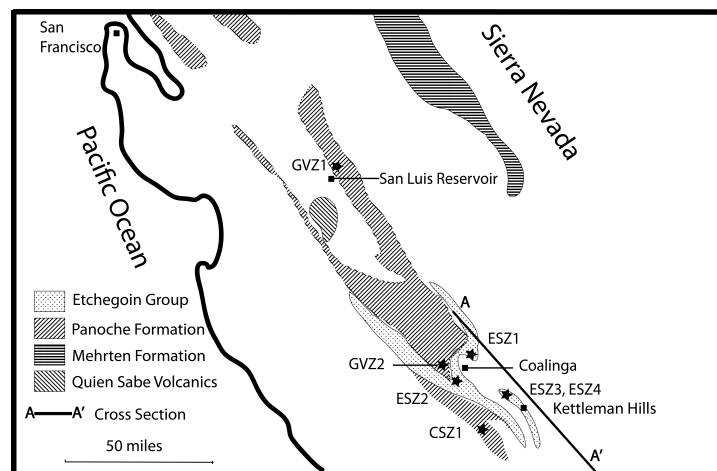 San
Francisco
Sierra Nevada
Pacific Ocean
GVZ1
San Luis Reservoir
A
ESZ1
GVZ2
Coalinga
ESZ2
ESZ3, ESZ4
Kettleman Hills
CSZ1
A'
Etchegoin Group
Panoche Formation
Mehrten Formation
Quien Sabe Volcanics
A A' Cross Section
50 miles